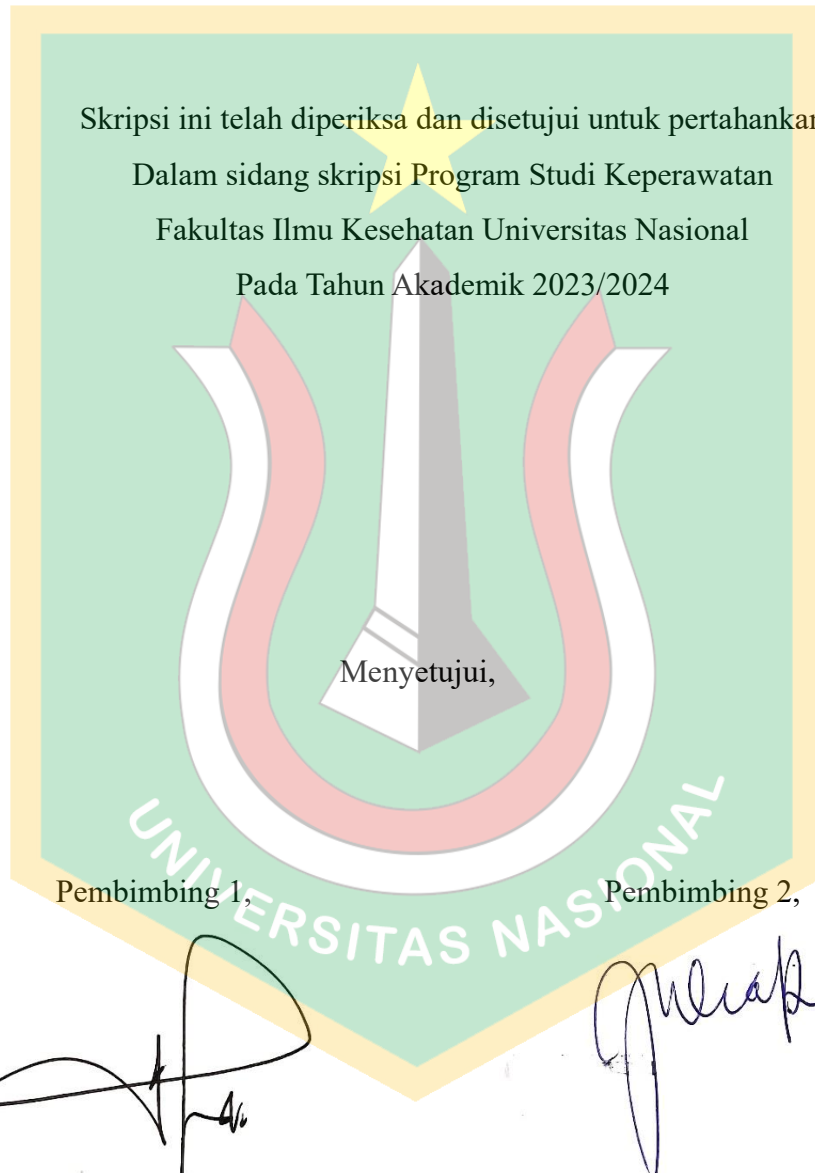 Skripsi ini telah diperiksa dan disetujui untuk pertahankan
Dalam sidang skripsi Program Studi Keperawatan
Fakultas Ilmu Kesehatan Universitas Nasional
Pada Tahun Akademik 2023/2024
Menyetujui,
Pembimbing 1,
Pembimbing 2,
UNIVERSITAS NASIONAL